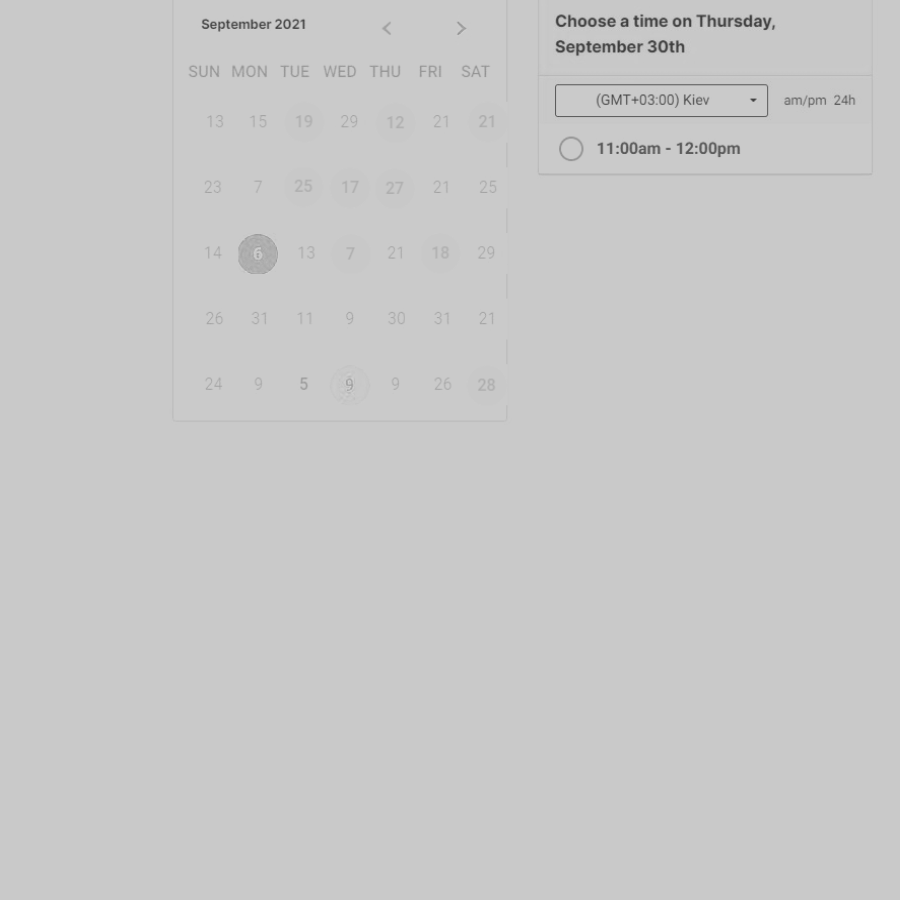 September 2021
SUN MON TUE WED THU FRI SAT
13 15 19 29 12 21 21
23 7 25 17 27 21 25
14 6 13 7 21 18 29
26 31 11 9 30 31 21
24 9 5 9 9 26 28
Choose a time on Thursday,
September 30th
(GMT+03:00) Kiev am/pm 24h
11:00am - 12:00pm